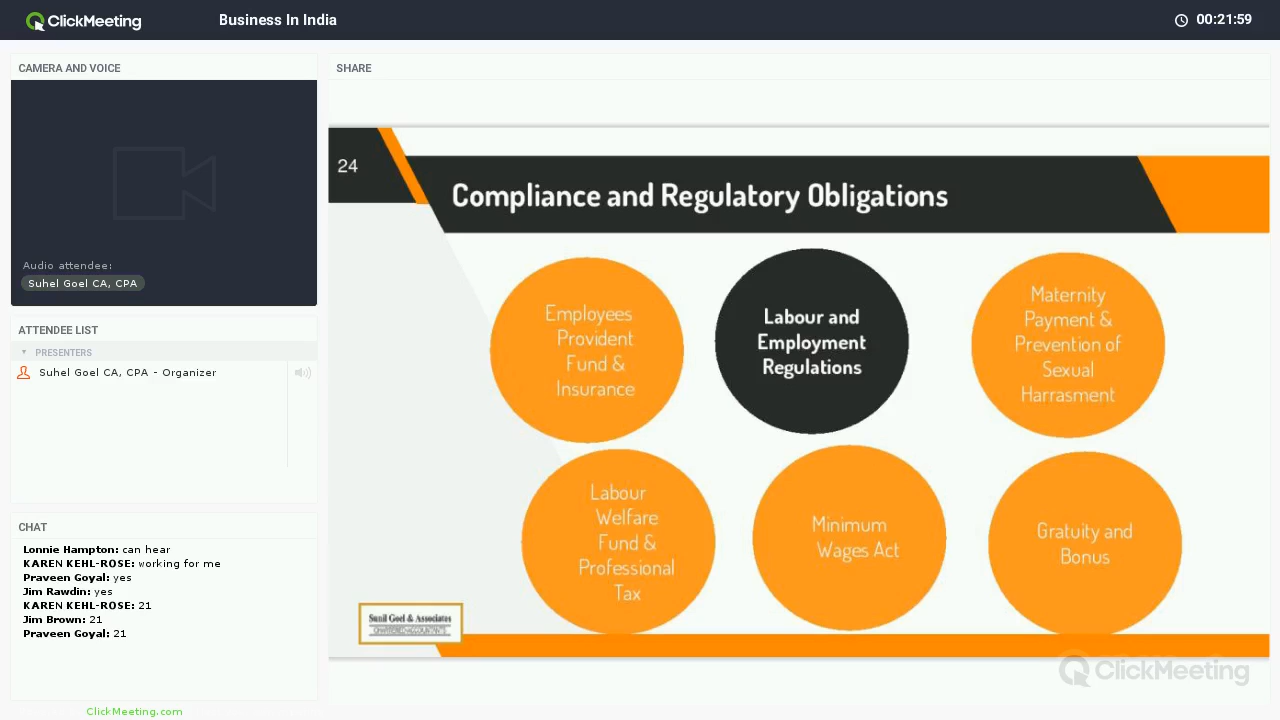 ClickMeeting
Business In India
00:21:59
CAMERA AND VOICE
Audio attendee:
Suhel Goel CA, CPA
ATTENDEE LIST
PRESENTERS
Suhel Goel CA, CPA - Organizer
CHAT
Lonnie Hampton: can hear
KAREN KEHL-ROSE: working for me
Praveen Goyal: yes
Jim Rawdin: yes
KAREN KEHL-ROSE: 21
Jim Brown: 21
Praveen Goyal: 21
ClickMeeting.com
SHARE
24
Compliance and Regulatory Obligations
Employees
Provident
Fund &
Insurance
Labour and
Employment
Regulations
Maternity
Payment &
Prevention of
Sexual
Harrasment
Labour
Welfare
Fund &
Professional
Tax
Minimum
Wages Act
Gratuity and
Bonus
Sunil Goel & Associates
CHARTERED ACCOUNTANTS
ClickMeeting